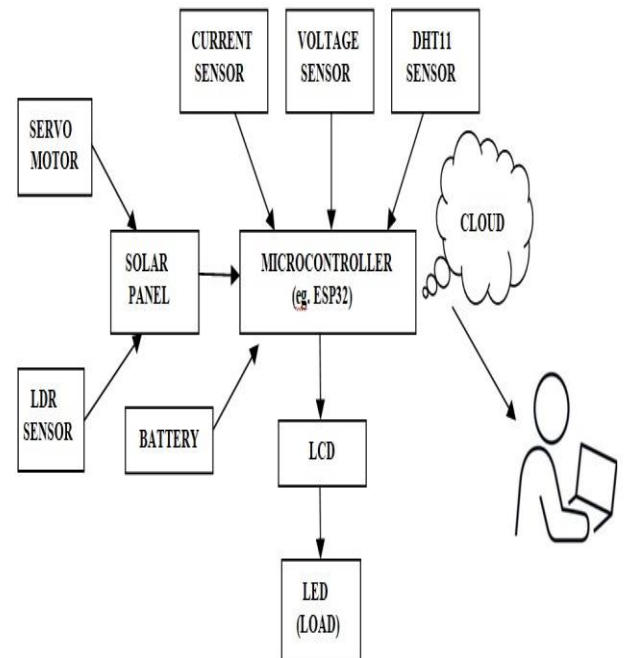 CURRENT
SENSOR
VOLTAGE
SENSOR
DHT11
SENSOR
SERVO
MOTOR
CLOUD
SOLAR
PANEL
MICROCONTROLLER
(eg. ESP32)
LDR
SENSOR
BATTERY
LCD
LED
(LOAD)